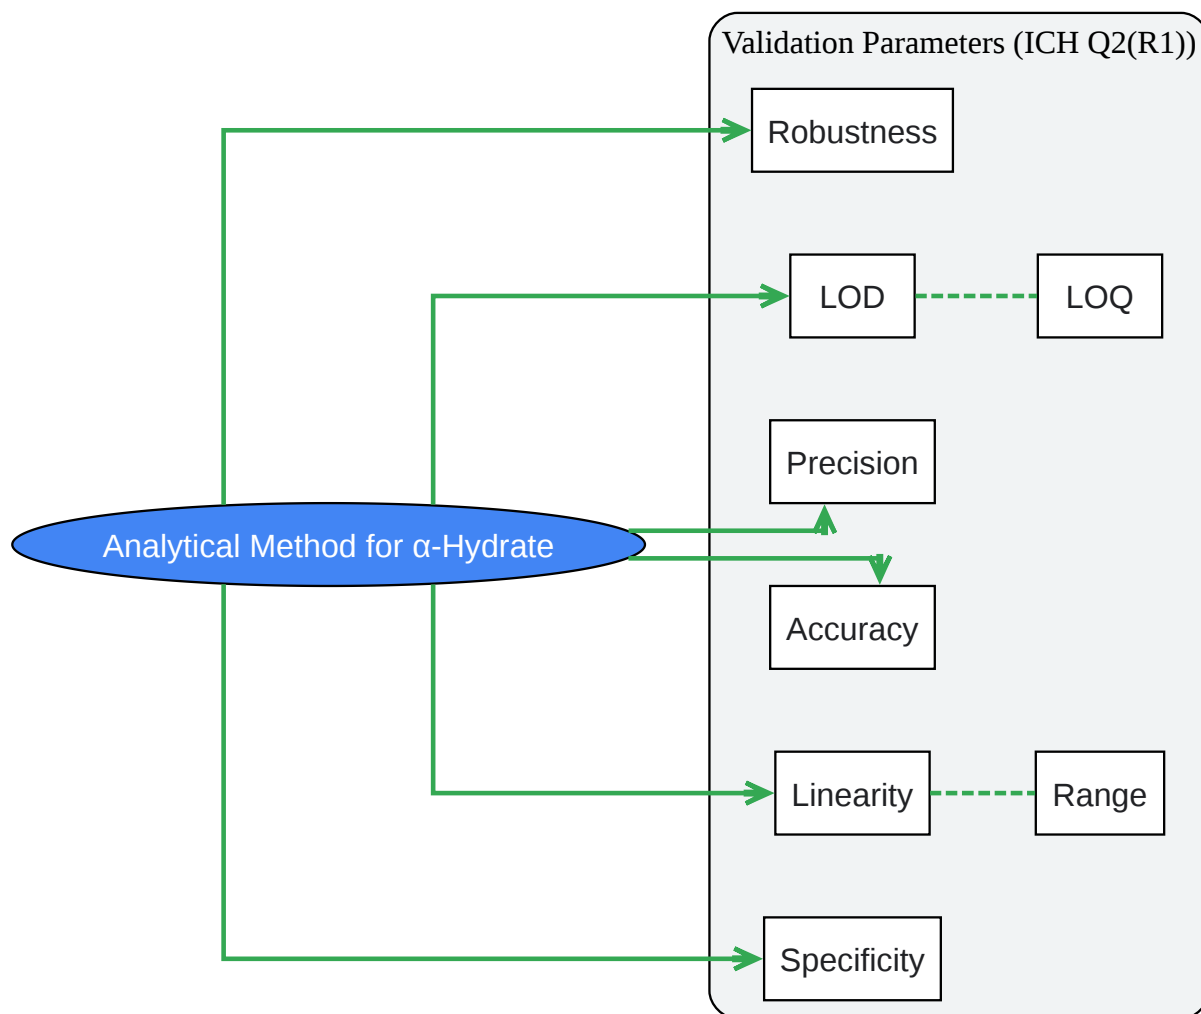 Validation Parameters (ICH Q2(R1))
Robustness
LOD
LOQ
Precision
Analytical Method for α-Hydrate
Accuracy
Linearity
Range
Specificity